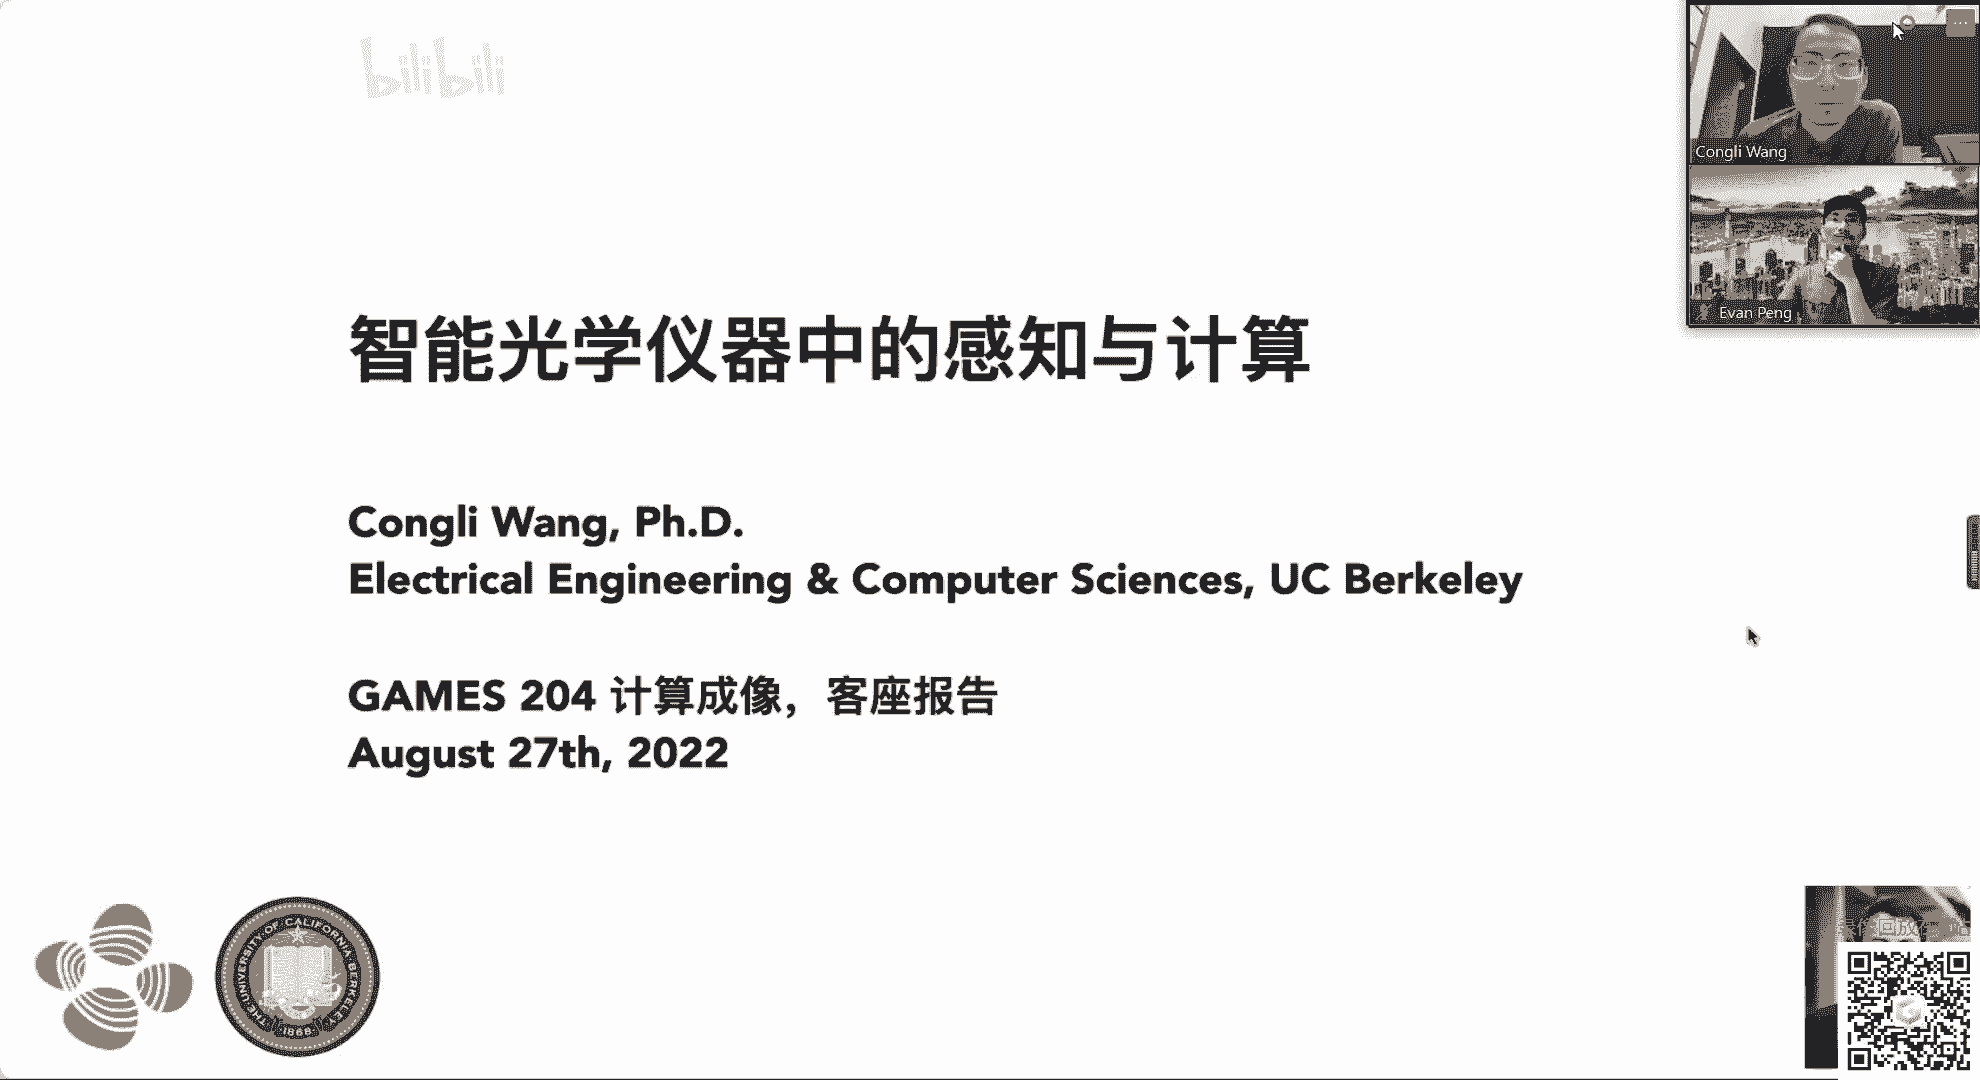 bilibili
Congli Wang
Evan Peng
智能光学仪器中的感知与计算
Congli Wang, Ph.D.
Electrical Engineering & Computer Sciences, UC Berkeley
GAMES 204 计算成像，客座报告
August 27th, 2022
THE UNIVERSITY OF CALIFORNIA BERKELEY
1868